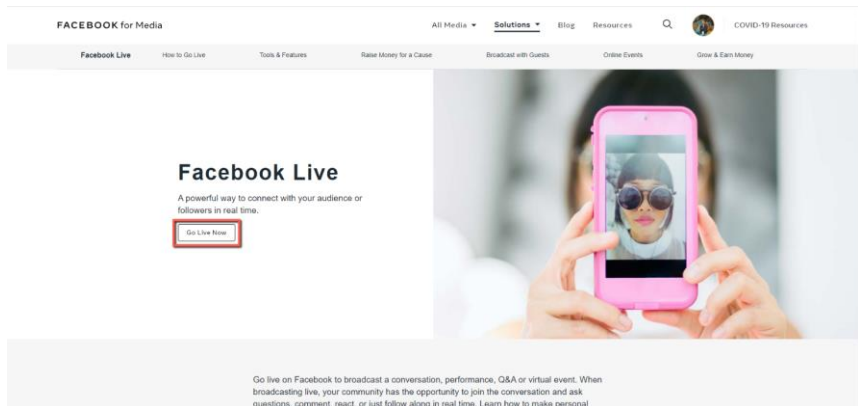 FACEBOOK for Media
All Media Solutions Blog Resources COVID-19 Resources
Facebook Live How to Go Live Tools & Features Raise Money for a Cause Broadcast with Guests Online Events Grow & Earn Money
Facebook Live
A powerful way to connect with your audience or
followers in real time.
Go Live Now
Go live on Facebook to broadcast a conversation, performance, Q&A or virtual event. When
broadcasting live, your community has the opportunity to join the conversation and ask
questions, comment, react, or just follow along in real time. Learn how to make personal